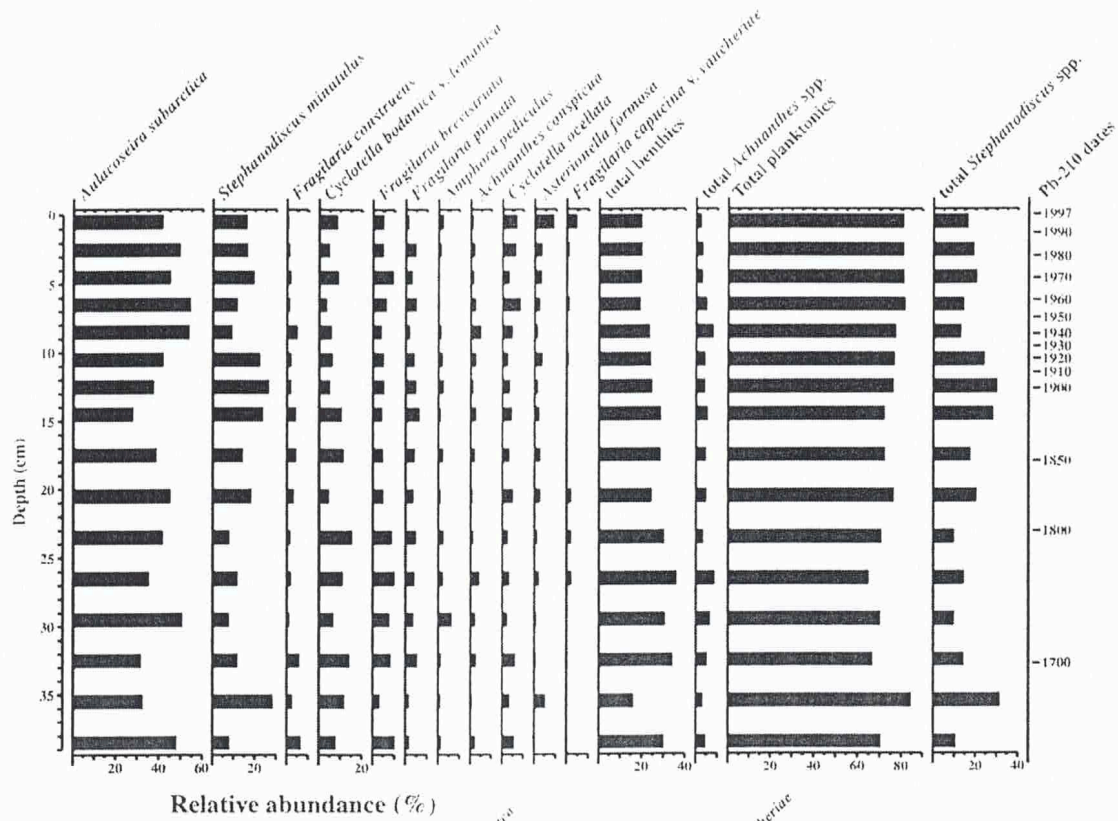 Aulacoseira subarctica
Stephanodiscus minutulus
Fragilaria construens
Cyclotella bodanica v. lemanica
Fragilaria brevistriata
Fragilaria pinnata
Amphora pediculus
Achnanthes conspicua
Cyclotella ocellata
Asterionella formosa
Fragilaria capucina v. vaucheriae
total benthics
total Achnanthes spp.
Total planktonics
total Stephanodiscus spp.
Pb-210 dates
0
5
10
15
20
25
30
35
Depth (cm)
1997
1990
1980
1970
1960
1950
1940
1930
1920
1910
1900
1850
1800
1700
20 40 60 20 20 20 40 20 40 60 80 20 40
Relative abundance (%)